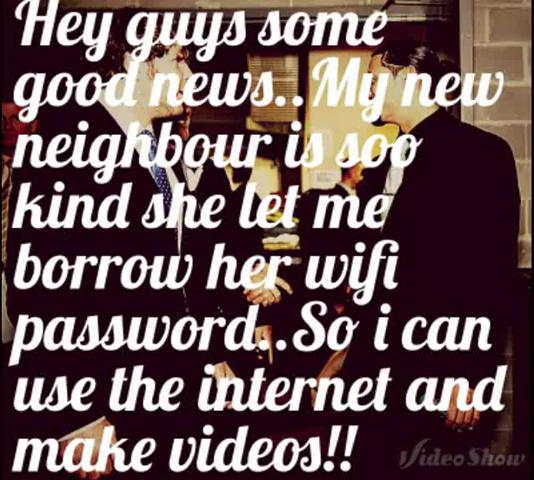 Hey guys some
good news..My new
neighbour is soo
kind she let me
borrow her wifi
password..So i can
use the internet and
make videos!!
VideoShow